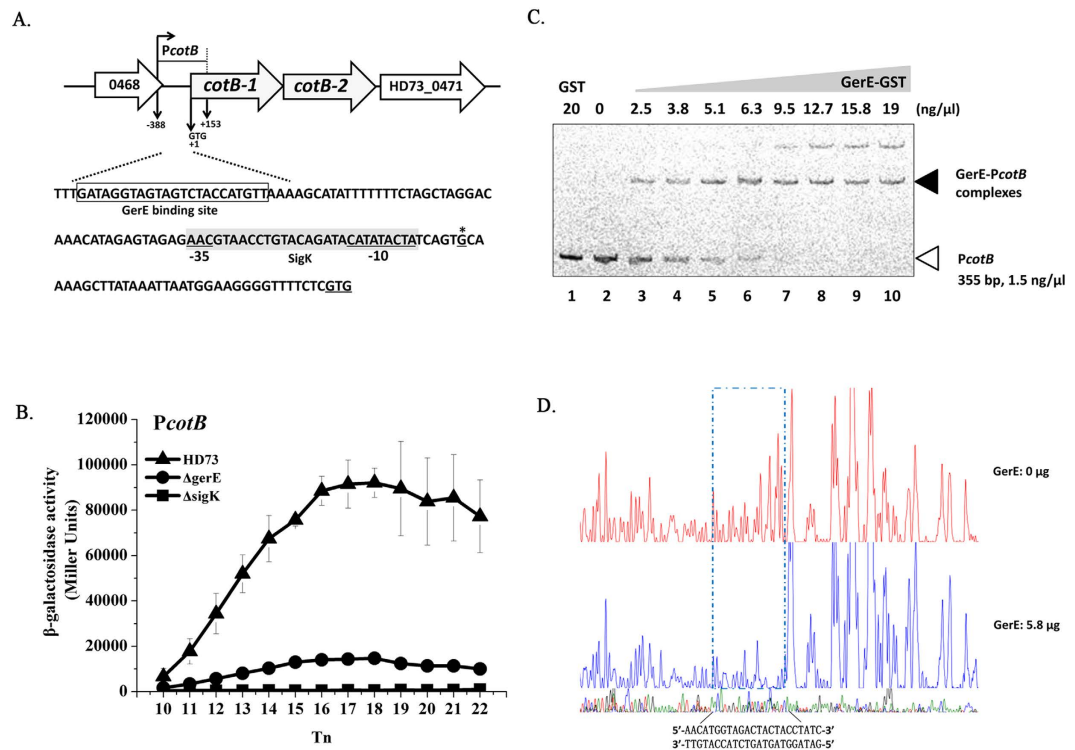 A.
PcotB
0468
cotB-1
cotB-2
HD73_0471
-388
GTG
+1
+153
TTTGATAGGTAGTAGTCTACCATGTTAAAAGCATATTTTTTTCTAGCTAGGAC
GerE binding site
AAACATAGAGTAGAGAACGTAACCTGTACAGATACATATACTATCAGTGCA
*
-35
SigK
-10
AAAGCTTATAAATTAATGGAAGGGGTTTTCTCGTG
B.
PcotB
HD73
ΔgerE
ΔsigK
β-galactosidase activity
(Miller Units)
120000
100000
80000
60000
40000
20000
0
10 11 12 13 14 15 16 17 18 19 20 21 22
Tn
C.
GST
GerE-GST
20 0 2.5 3.8 5.1 6.3 9.5 12.7 15.8 19 (ng/μl)
GerE-PcotB
complexes
PcotB
355 bp, 1.5 ng/μl
1 2 3 4 5 6 7 8 9 10
D.
GerE: 0 μg
GerE: 5.8 μg
5′-AACATGGTAGACTACTACCTATC-3′
3′-TTGTACCATCTGATGATGGATAG-5′